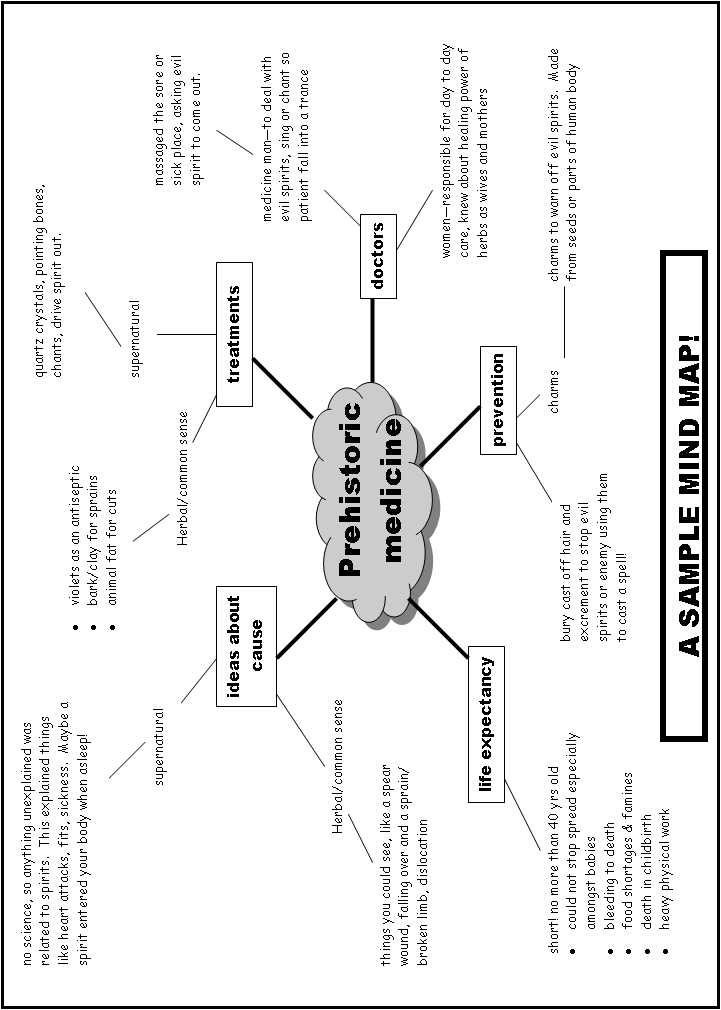 no science, so anything unexplained was
related to spirits. This explained things
like heart attacks, fits, sickness. Maybe a
spirit entered your body when asleep!
supernatural
ideas about
cause
Herbal/common sense
things you could see, like a spear
wound, falling over and a sprain/
broken limb, dislocation
• violets as an antiseptic
• bark/clay for sprains
• animal fat for cuts
Herbal/common sense
quartz crystals, pointing bones,
chants, drive spirit out.
supernatural
treatments
massaged the sore or
sick place, asking evil
spirit to come out.
medicine man—to deal with
evil spirits, sing or chant so
patient fall into a trance
doctors
women—responsible for day to day
care, knew about healing power of
herbs as wives and mothers
Prehistoric
medicine
life expectancy
short! no more than 40 yrs old
• could not stop spread especially
amongst babies
• bleeding to death
• food shortages & famines
• death in childbirth
• heavy physical work
prevention
bury cast off hair and
excrement to stop evil
spirits or enemy using them
to cast a spell!
charms
charms to warn off evil spirits. Made
from seeds or parts of human body
A SAMPLE MIND MAP!